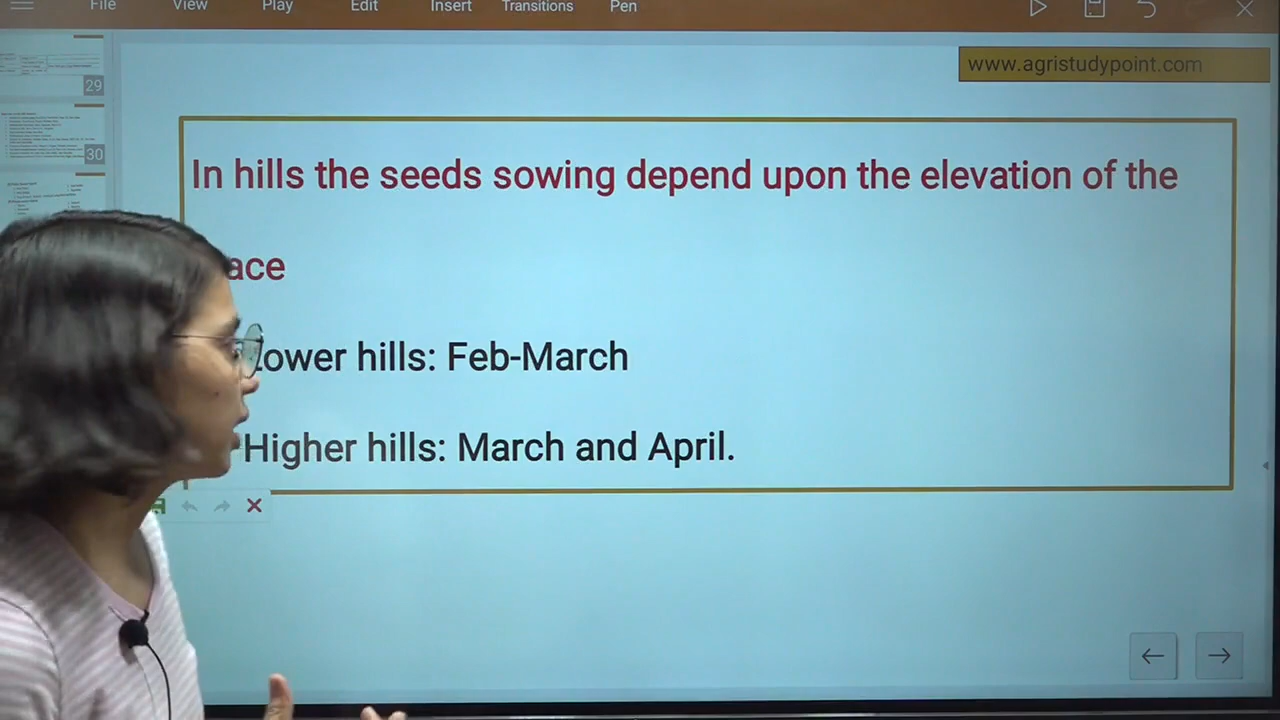 File View Play Edit Insert Transitions Pen
www.agristudypoint.com
29
30
In hills the seeds sowing depend upon the elevation of the
ace
Lower hills: Feb-March
Higher hills: March and April.